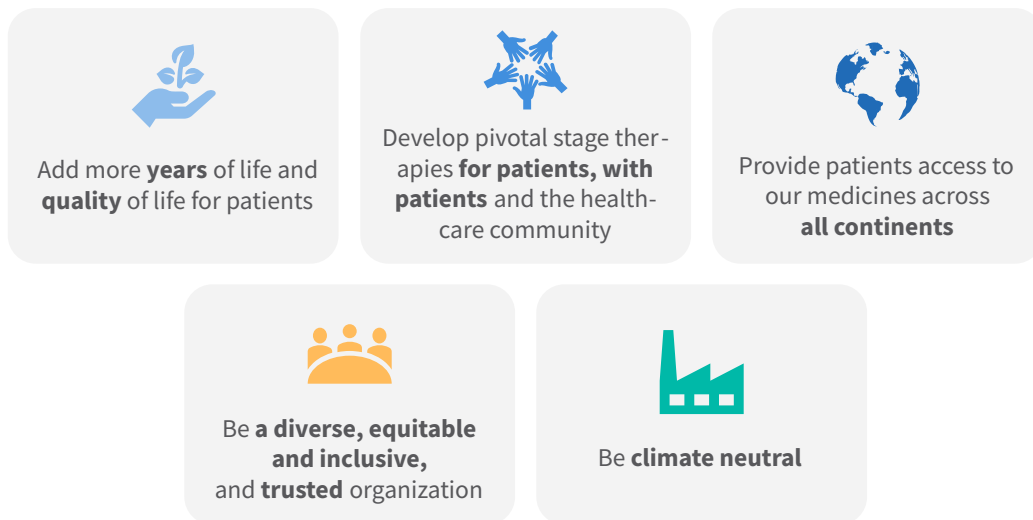 Add more years of life and
quality of life for patients
Develop pivotal stage ther-
apies for patients, with
patients and the health-
care community
Provide patients access to
our medicines across
all continents
Be a diverse, equitable
and inclusive,
and trusted organization
Be climate neutral